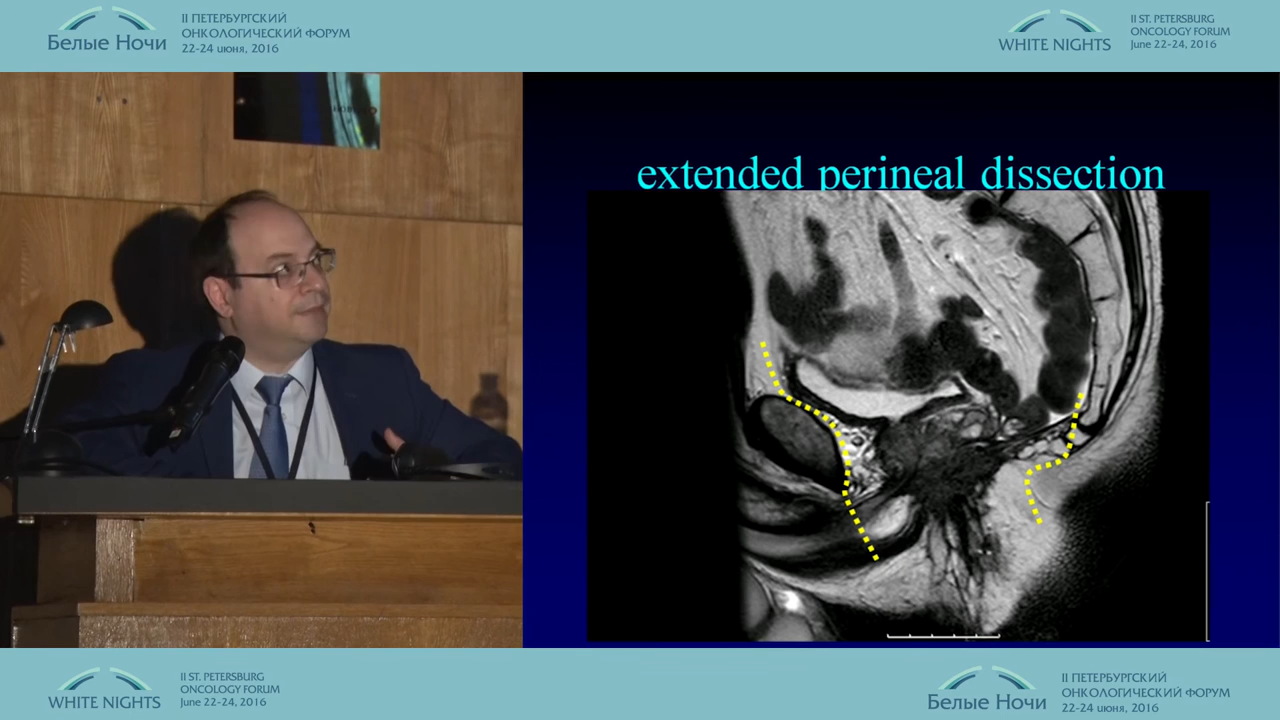 Белые Ночи
II ПЕТЕРБУРГСКИЙ
ОНКОЛОГИЧЕСКИЙ ФОРУМ
22-24 июня, 2016
WHITE NIGHTS
II ST. PETERSBURG
ONCOLOGY FORUM
June 22-24, 2016
extended perineal dissection
WHITE NIGHTS
II ST. PETERSBURG
ONCOLOGY FORUM
June 22-24, 2016
Белые Ночи
II ПЕТЕРБУРГСКИЙ
ОНКОЛОГИЧЕСКИЙ ФОРУМ
22-24 июня, 2016